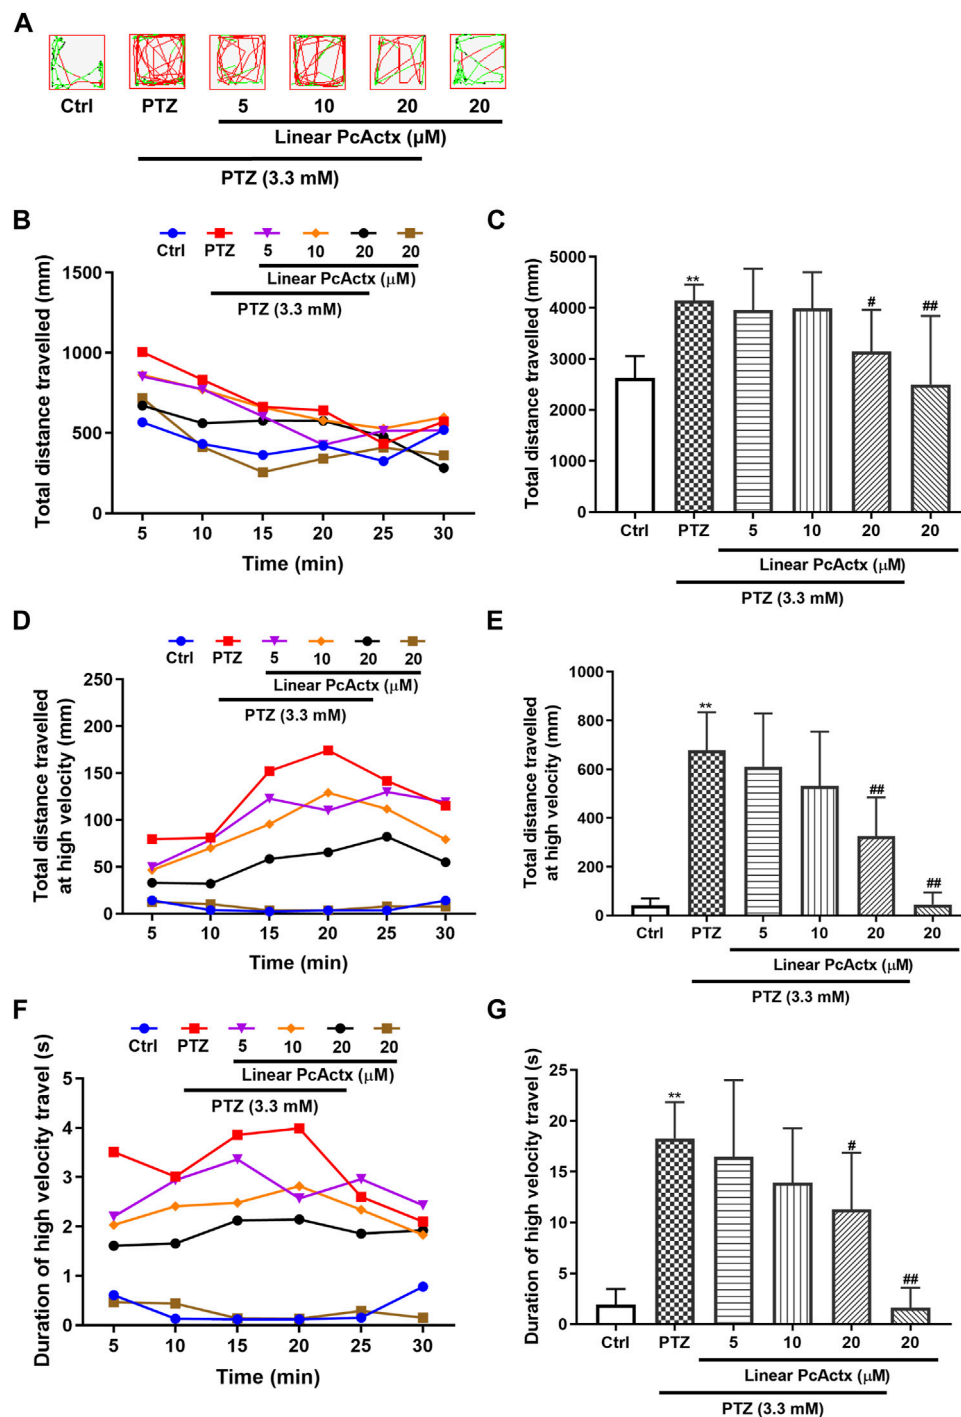 A
Ctrl PTZ 5 10 20 20
Linear PcActx (µM)
PTZ (3.3 mM)
B
Ctrl PTZ 5 10 20 20
Linear PcActx (µM)
PTZ (3.3 mM)
Total distance travelled (mm)
1500
1000
500
0
5 10 15 20 25 30
Time (min)
C
Total distance travelled (mm)
5000
4000
3000
2000
1000
0
** # ##
Ctrl PTZ 5 10 20 20
Linear PcActx (µM)
PTZ (3.3 mM)
D
Ctrl PTZ 5 10 20 20
Linear PcActx (µM)
PTZ (3.3 mM)
Total distance travelled
at high velocity (mm)
250
200
150
100
50
0
5 10 15 20 25 30
Time (min)
E
Total distance travelled
at high velocity (mm)
1000
800
600
400
200
0
** ## ##
Ctrl PTZ 5 10 20 20
Linear PcActx (µM)
PTZ (3.3 mM)
F
Ctrl PTZ 5 10 20 20
Linear PcActx (µM)
PTZ (3.3 mM)
Duration of high velocity travel (s)
5
4
3
2
1
0
5 10 15 20 25 30
Time (min)
G
Duration of high velocity travel (s)
25
20
15
10
5
0
** # ##
Ctrl PTZ 5 10 20 20
Linear PcActx (µM)
PTZ (3.3 mM)